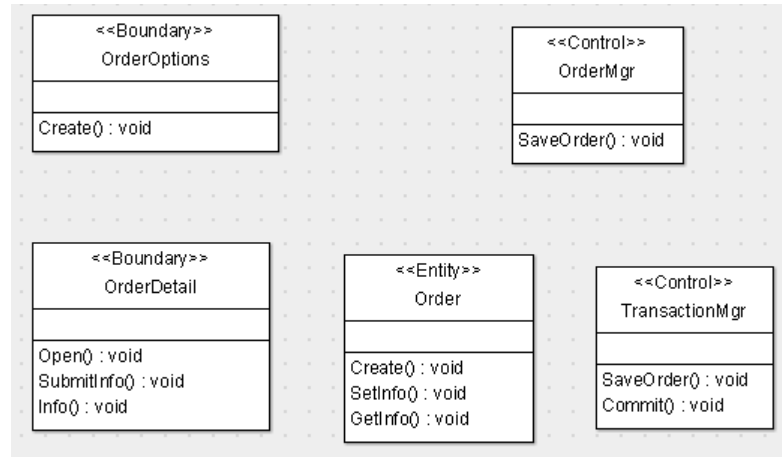 <<Boundary>>
OrderOptions
Create() : void
<<Control>>
OrderMgr
SaveOrder() : void
<<Boundary>>
OrderDetail
Open() : void
SubmitInfo() : void
Info() : void
<<Entity>>
Order
Create() : void
SetInfo() : void
GetInfo() : void
<<Control>>
TransactionMgr
SaveOrder() : void
Commit() : void